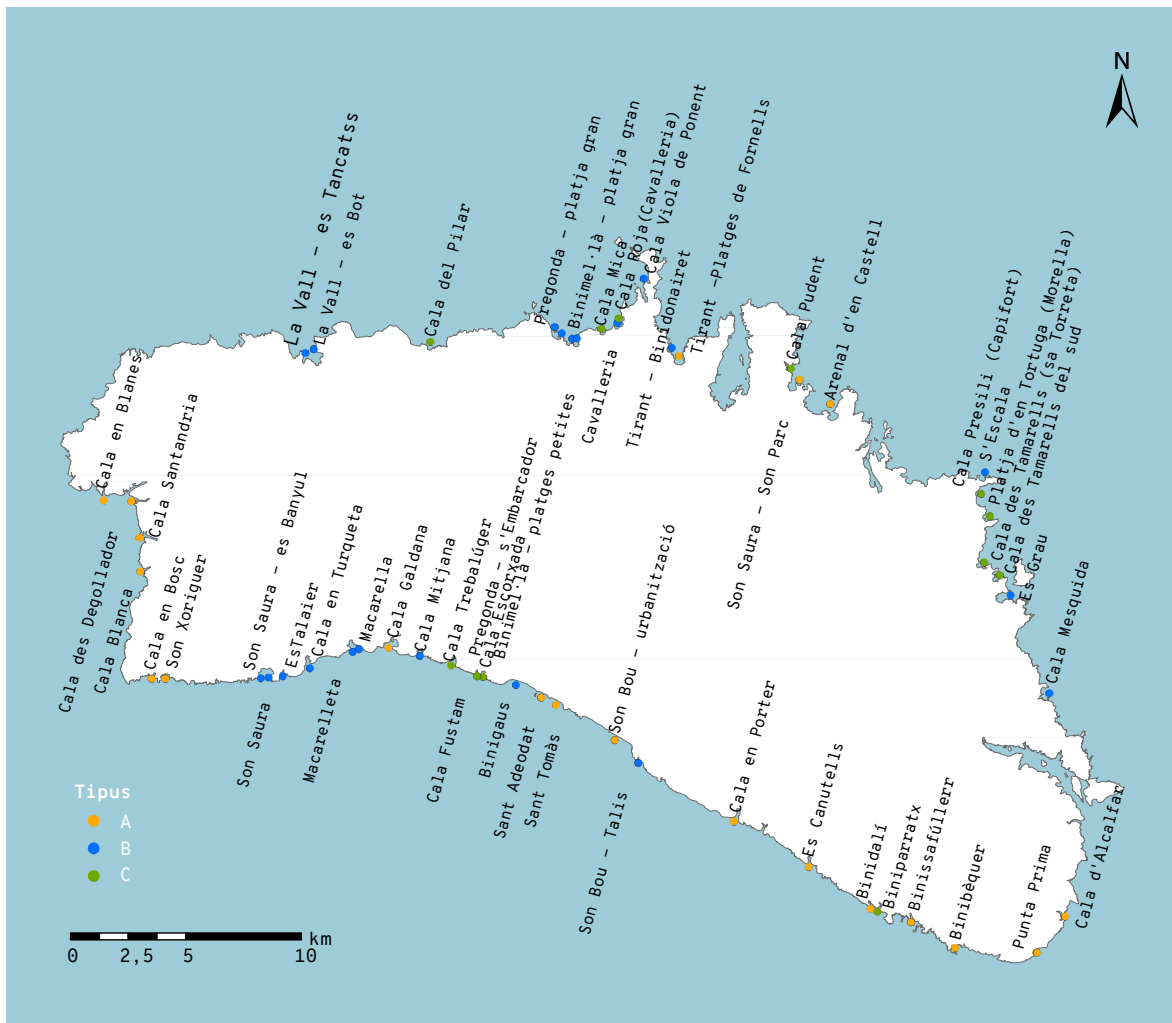 N
La Vall - es Tancatss
La Vall - es Bot
Cala del Pilar
Pregonda - platja gran
Binimel·là - platja gran
Cala Mica
Cala Roja(Cavalleria)
Cala Viola de Ponent
Tirant - Binidonairet
Tirant -Platges de Fornells
Cala Pudent
Arenal d'en Castell
Cala Presili (Capifort)
S'Escala
Platja d'en Tortuga (Morella)
Cala des Tamarells (sa Torreta)
Cala des Tamarells del sud
Es Grau
Cala Mesquida
Cala en Blanes
Cala Santandria
Cala des Degollador
Cala Blanca
Cala en Bosc
Son Xoriguer
Son Saura - es Banyul
Son Saura
EsTalaier
Cala en Turqueta
Macarella
Macarelleta
Cala Galdana
Cala Mitjana
Cala Trebalúger
Cala Fustam
Pregonda - s'Embarcador
Cala Escorxada
Binimel·là - platges petites
Cavalleria
Binigaus
Sant Adeodat
Sant Tomàs
Son Bou - urbanització
Son Bou - Talis
Son Saura - Son Parc
Cala en Porter
Es Canutells
Binidalí
Biniparratx
Binissafúllerr
Binibèquer
Punta Prima
Cala d'Alcalfar
Tipus
A
B
C
km
0 2,5 5 10